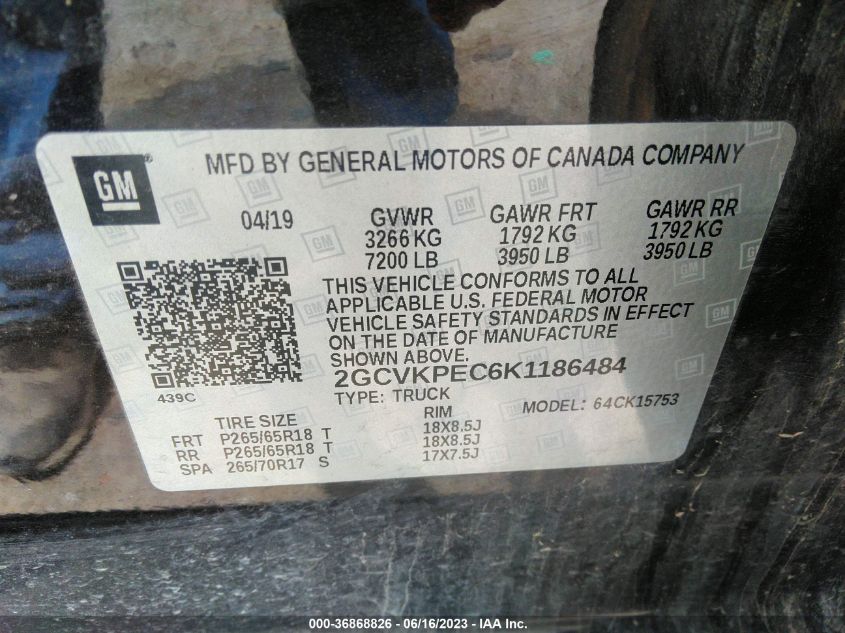 GM
MFD BY GENERAL MOTORS OF CANADA COMPANY
04/19 GVWR GAWR FRT GAWR RR
3266 KG 1792 KG 1792 KG
7200 LB 3950 LB 3950 LB
THIS VEHICLE CONFORMS TO ALL
APPLICABLE U.S. FEDERAL MOTOR
VEHICLE SAFETY STANDARDS IN EFFECT
ON THE DATE OF MANUFACTURE
SHOWN ABOVE.
439C
2GCVKPEC6K1186484
TYPE: TRUCK MODEL: 64CK15753
TIRE SIZE RIM
FRT P265/65R18 T 18X8.5J
RR P265/65R18 T 18X8.5J
SPA 265/70R17 S 17X7.5J
000-36868826 - 06/16/2023 - IAA Inc.